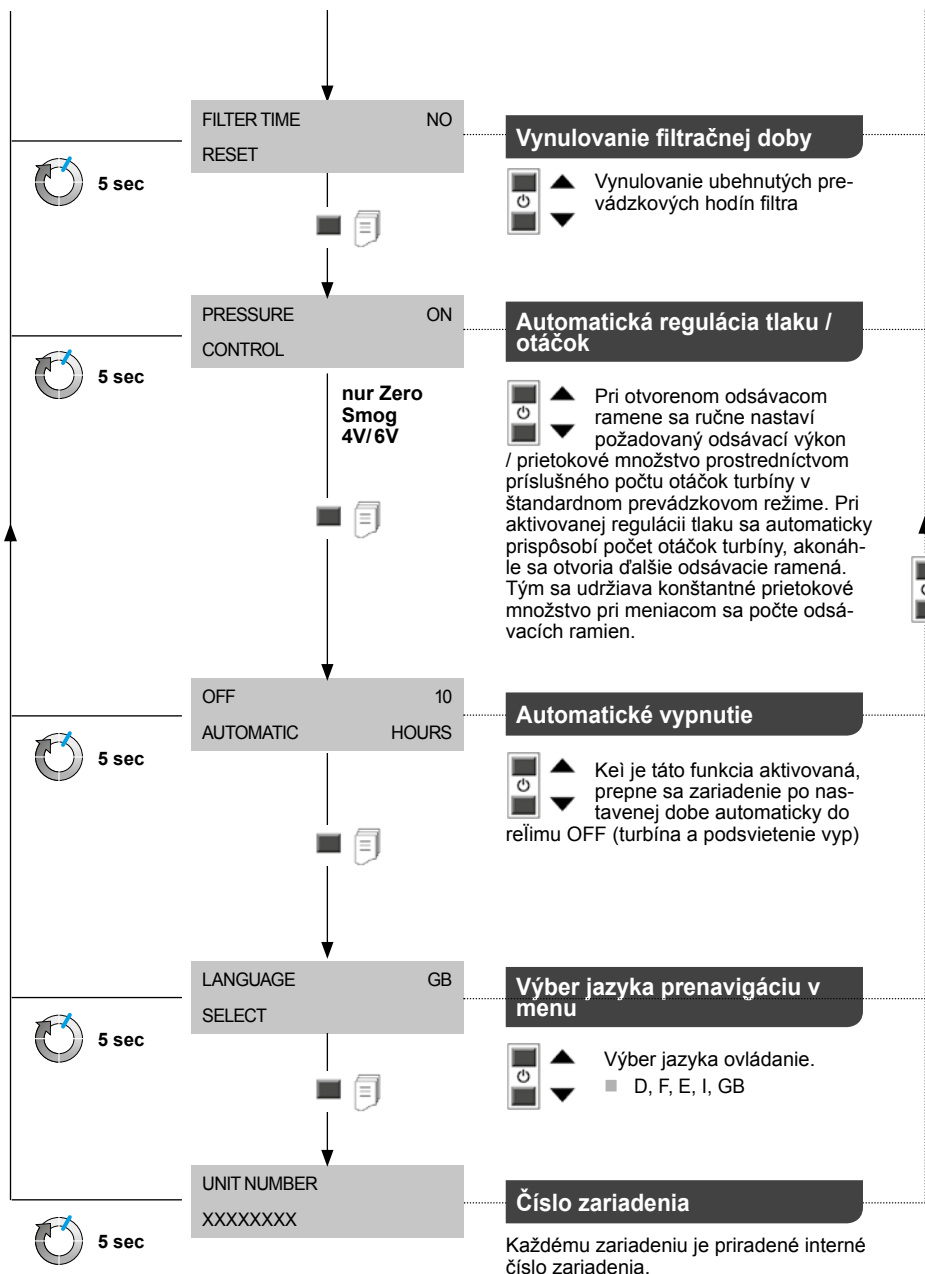 FILTER TIME NO
RESET
5 sec
Vynulovanie filtračnej doby
Vynulovanie ubehnutých pre-
vádzkových hodín filtra
PRESSURE ON
CONTROL
5 sec
nur Zero
Smog
4V/6V
Automatická regulácia tlaku /
otáčok
Pri otvorenom odsávacom
ramene sa ručne nastaví
požadovaný odsávací výkon
/ prietokové množstvo prostredníctvom
príslušného počtu otáčok turbíny v
štandardnom prevádzkovom režime. Pri
aktivovanej regulácii tlaku sa automaticky
prispôsobí počet otáčok turbíny, akonáh-
le sa otvoria ďalšie odsávacie ramená.
Tým sa udržiava konštantné prietokové
množstvo pri meniacom sa počte odsá-
vacích ramien.
OFF 10
AUTOMATIC HOURS
5 sec
Automatické vypnutie
Keì je táto funkcia aktivovaná,
prepne sa zariadenie po nas-
tavenej dobe automaticky do
reÏimu OFF (turbína a podsvietenie vyp)
LANGUAGE GB
SELECT
5 sec
Výber jazyka prenavigáciu v
menu
Výber jazyka ovládanie.
D, F, E, I, GB
UNIT NUMBER
XXXXXXXX
5 sec
Číslo zariadenia
Každému zariadeniu je priradené interné
číslo zariadenia.